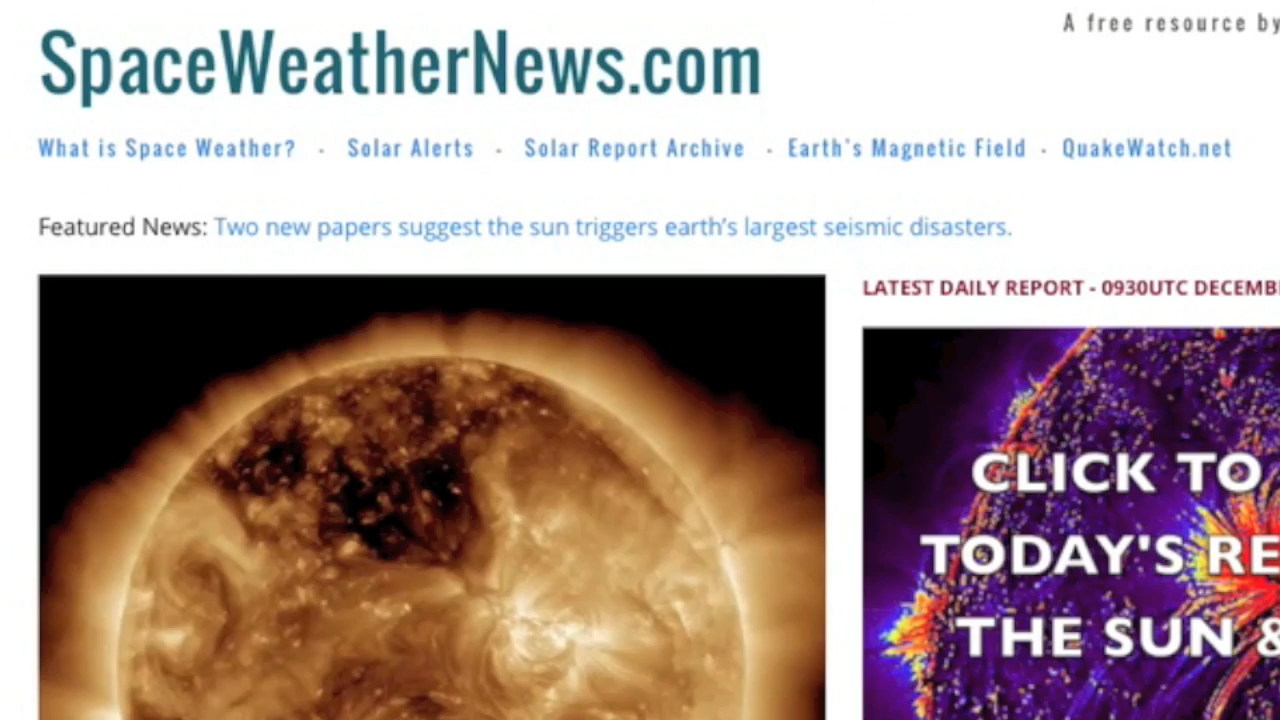 A free resource by
SpaceWeatherNews.com
What is Space Weather? - Solar Alerts - Solar Report Archive - Earth's Magnetic Field - QuakeWatch.net
Featured News: Two new papers suggest the sun triggers earth’s largest seismic disasters.
LATEST DAILY REPORT - 0930UTC DECEMB
CLICK TO
TODAY'S RE
THE SUN &